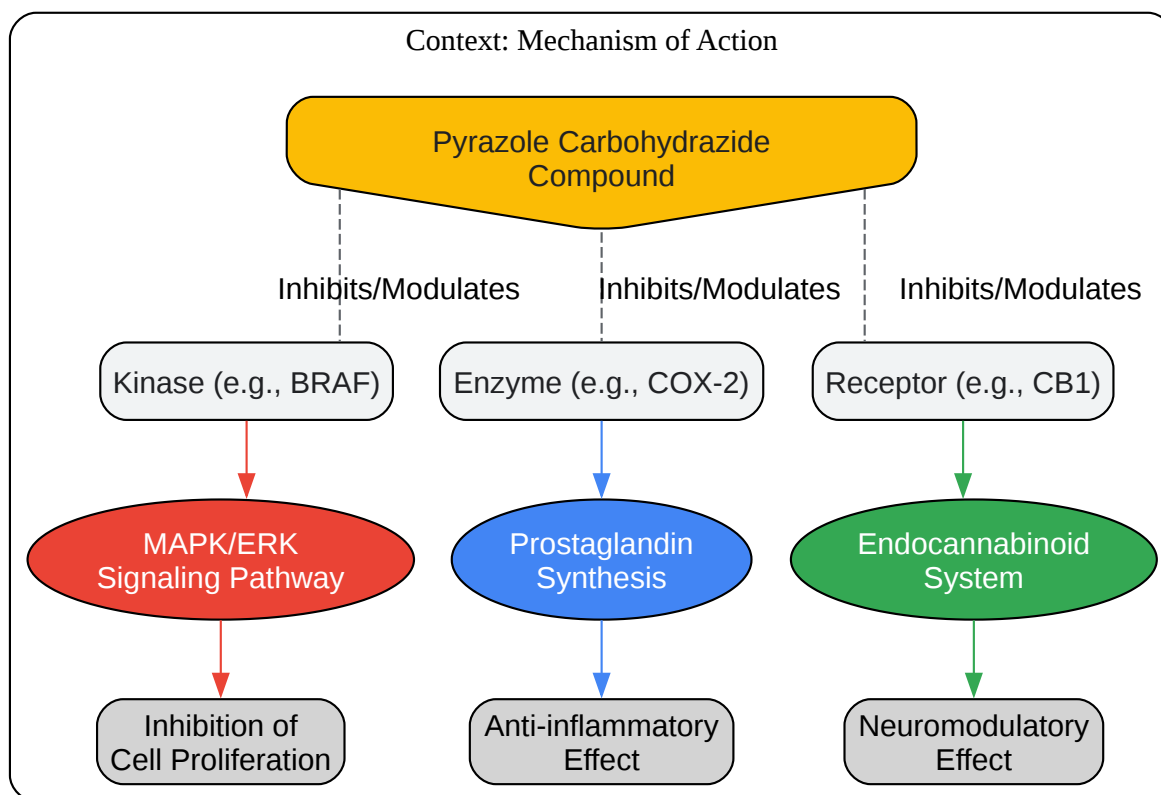 Context: Mechanism of Action
Pyrazole Carbohydrazide
Compound
Inhibits/Modulates
Inhibits/Modulates
Inhibits/Modulates
Kinase (e.g., BRAF)
Enzyme (e.g., COX-2)
Receptor (e.g., CB1)
MAPK/ERK
Signaling Pathway
Prostaglandin
Synthesis
Endocannabinoid
System
Inhibition of
Cell Proliferation
Anti-inflammatory
Effect
Neuromodulatory
Effect